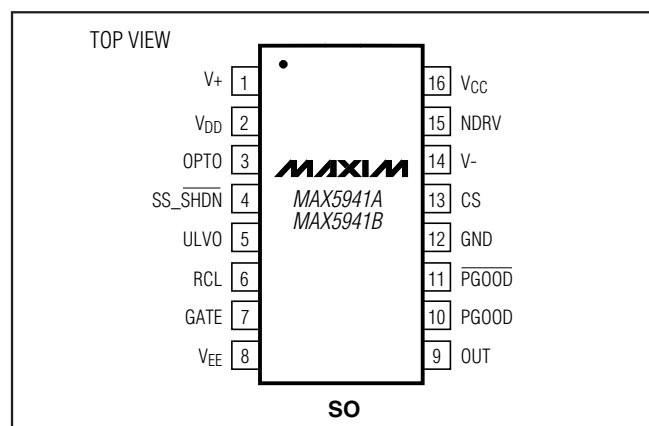 TOP VIEW
V+ 1
VDD 2
OPTO 3
SS_SHDN 4
ULVO 5
RCL 6
GATE 7
VEE 8
MAXIM
MAX5941A
MAX5941B
16 VCC
15 NDRV
14 V-
13 CS
12 GND
11 PGOOD
10 PGOOD
9 OUT
SO